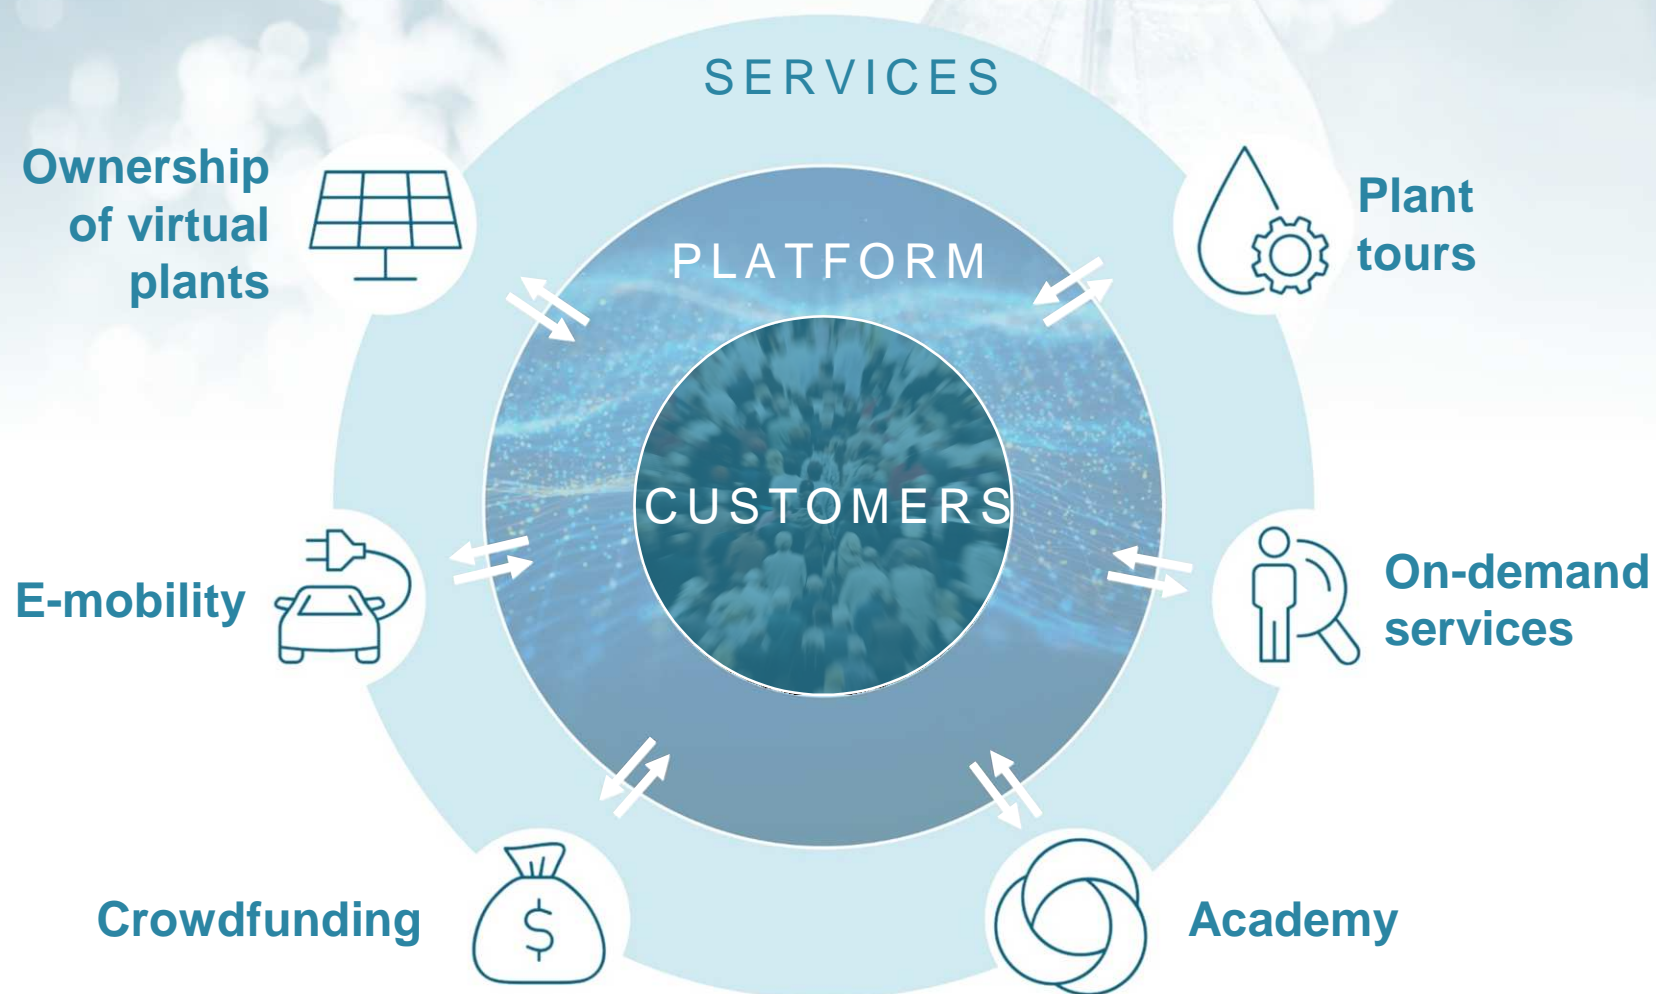 SERVICES
Ownership
of virtual
plants
Plant
tours
PLATFORM
CUSTOMERS
E-mobility
On-demand
services
$
Crowdfunding
Academy